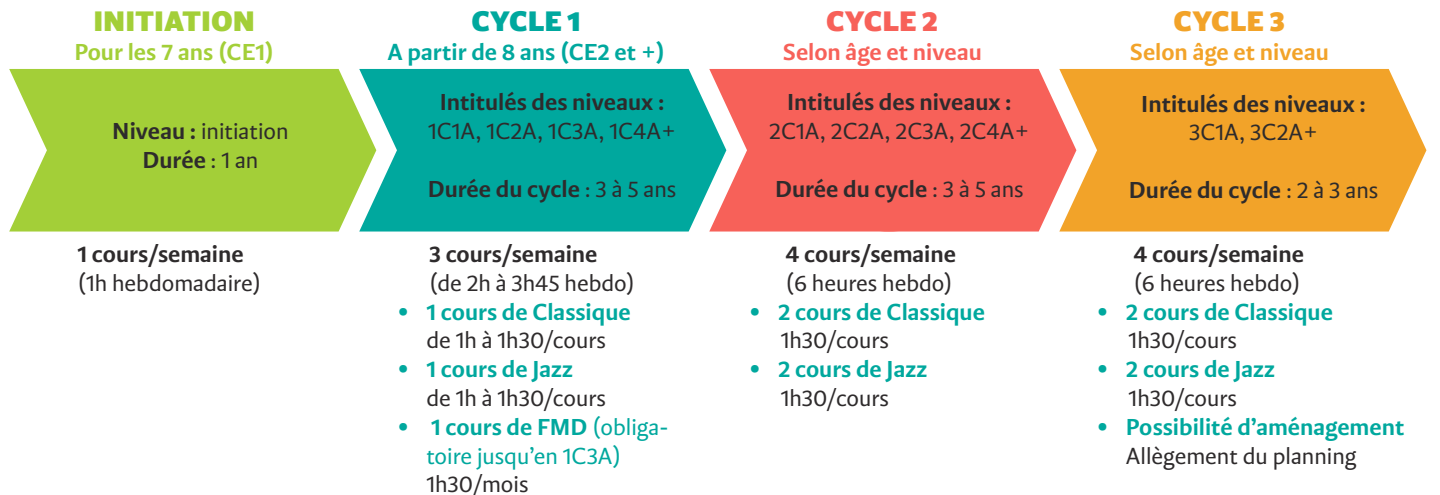 INITIATION
Pour les 7 ans (CE1)
Niveau : initiation
Durée : 1 an
1 cours/semaine
(1h hebdomadaire)
CYCLE 1
A partir de 8 ans (CE2 et +)
Intitulés des niveaux :
1C1A, 1C2A, 1C3A, 1C4A+
Durée du cycle : 3 à 5 ans
3 cours/semaine
(de 2h à 3h45 hebdo)
• 1 cours de Classique
de 1h à 1h30/cours
• 1 cours de Jazz
de 1h à 1h30/cours
• 1 cours de FMD (obliga-
toire jusqu'en 1C3A)
1h30/mois
CYCLE 2
Selon âge et niveau
Intitulés des niveaux :
2C1A, 2C2A, 2C3A, 2C4A+
Durée du cycle : 3 à 5 ans
4 cours/semaine
(6 heures hebdo)
• 2 cours de Classique
1h30/cours
• 2 cours de Jazz
1h30/cours
CYCLE 3
Selon âge et niveau
Intitulés des niveaux :
3C1A, 3C2A+
Durée du cycle : 2 à 3 ans
4 cours/semaine
(6 heures hebdo)
• 2 cours de Classique
1h30/cours
• 2 cours de Jazz
1h30/cours
• Possibilité d'aménagement
Allègement du planning